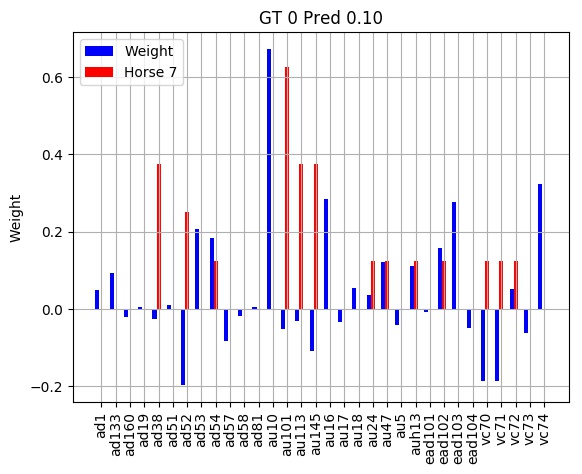 GT 0 Pred 0.10
Weight
Horse 7
Weight
0.6
0.4
0.2
0.0
−0.2
ad1
ad133
ad160
ad19
ad38
ad51
ad52
ad53
ad54
ad57
ad58
ad81
au10
au101
au113
au145
au16
au17
au18
au24
au47
au5
auh13
ead101
ead102
ead103
ead104
vc70
vc71
vc72
vc73
vc74